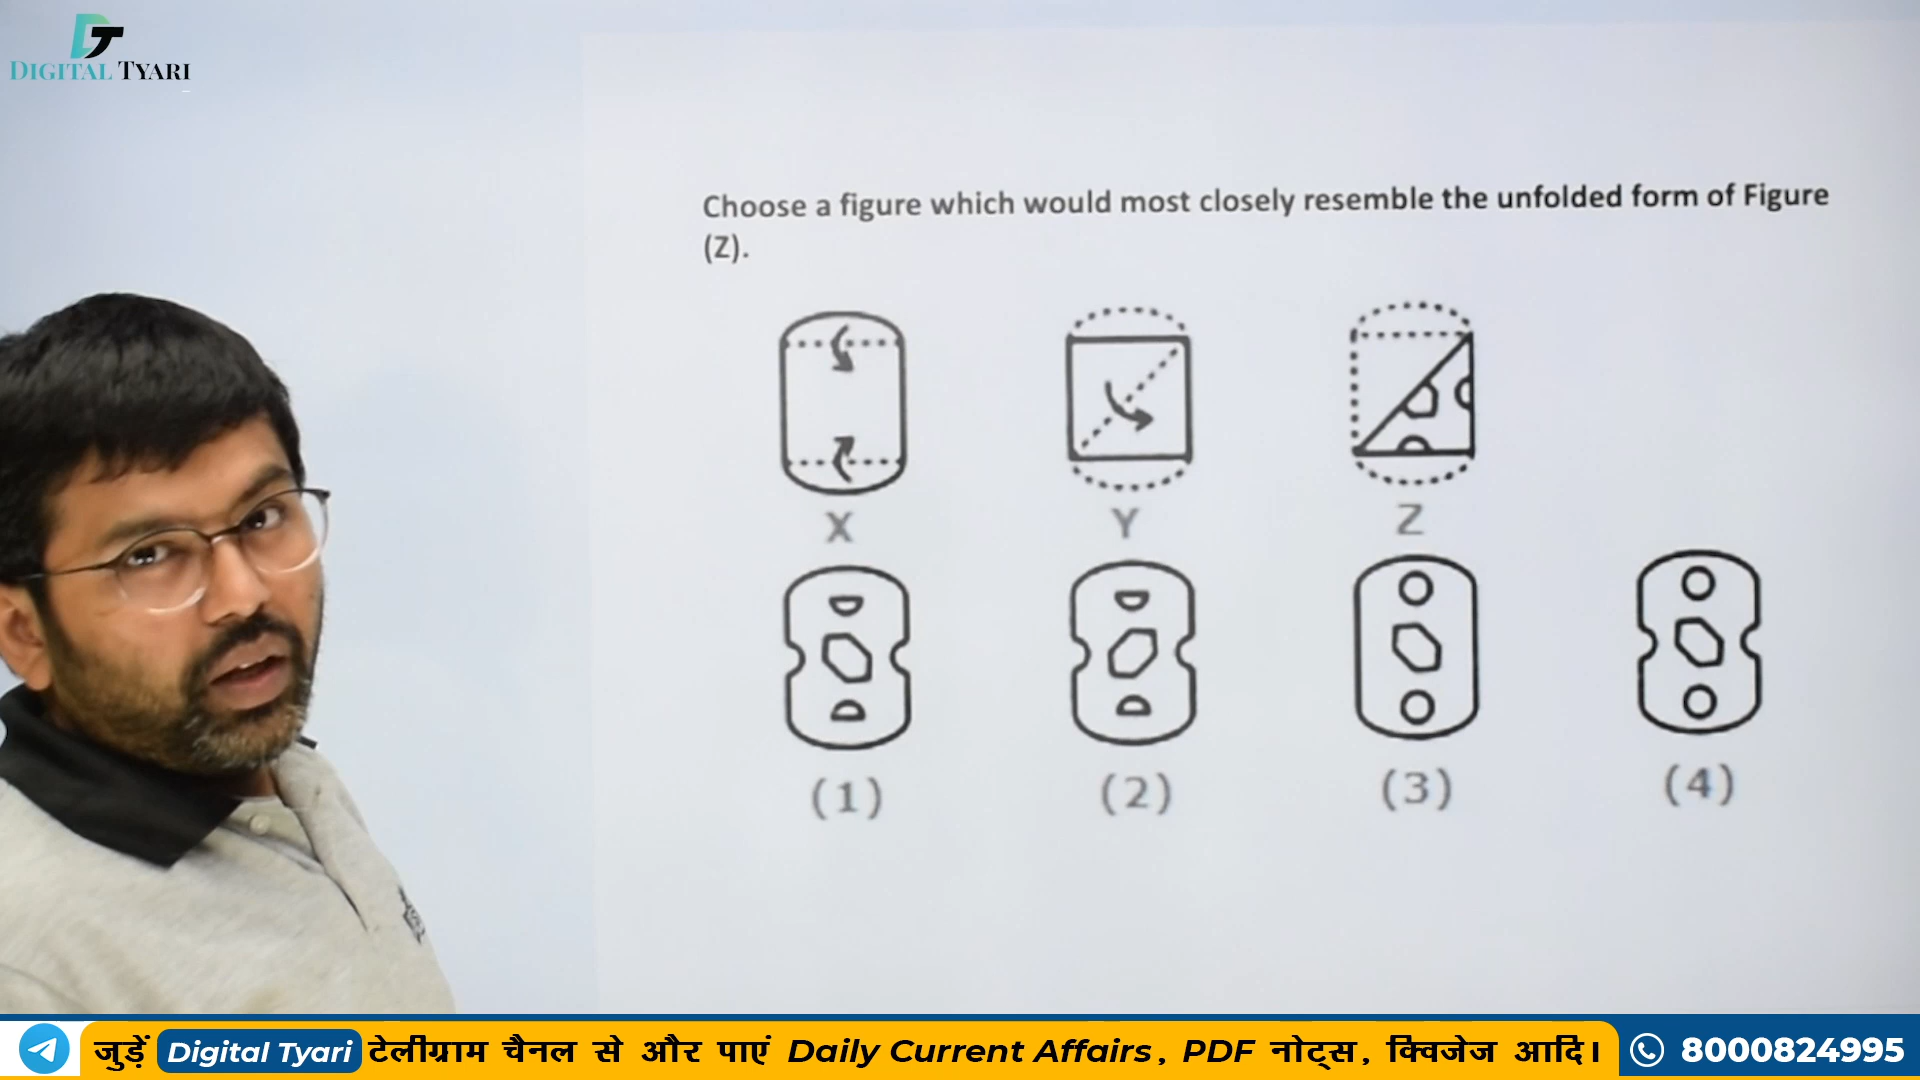 DT
DIGITAL TYARI
Choose a figure which would most closely resemble the unfolded form of Figure
(Z).
X Y Z
(1) (2) (3) (4)
जुड़ें Digital Tyari टेलीग्राम चैनल से और पाएं Daily Current Affairs, PDF नोट्स, क्विजेज आदि। 8000824995